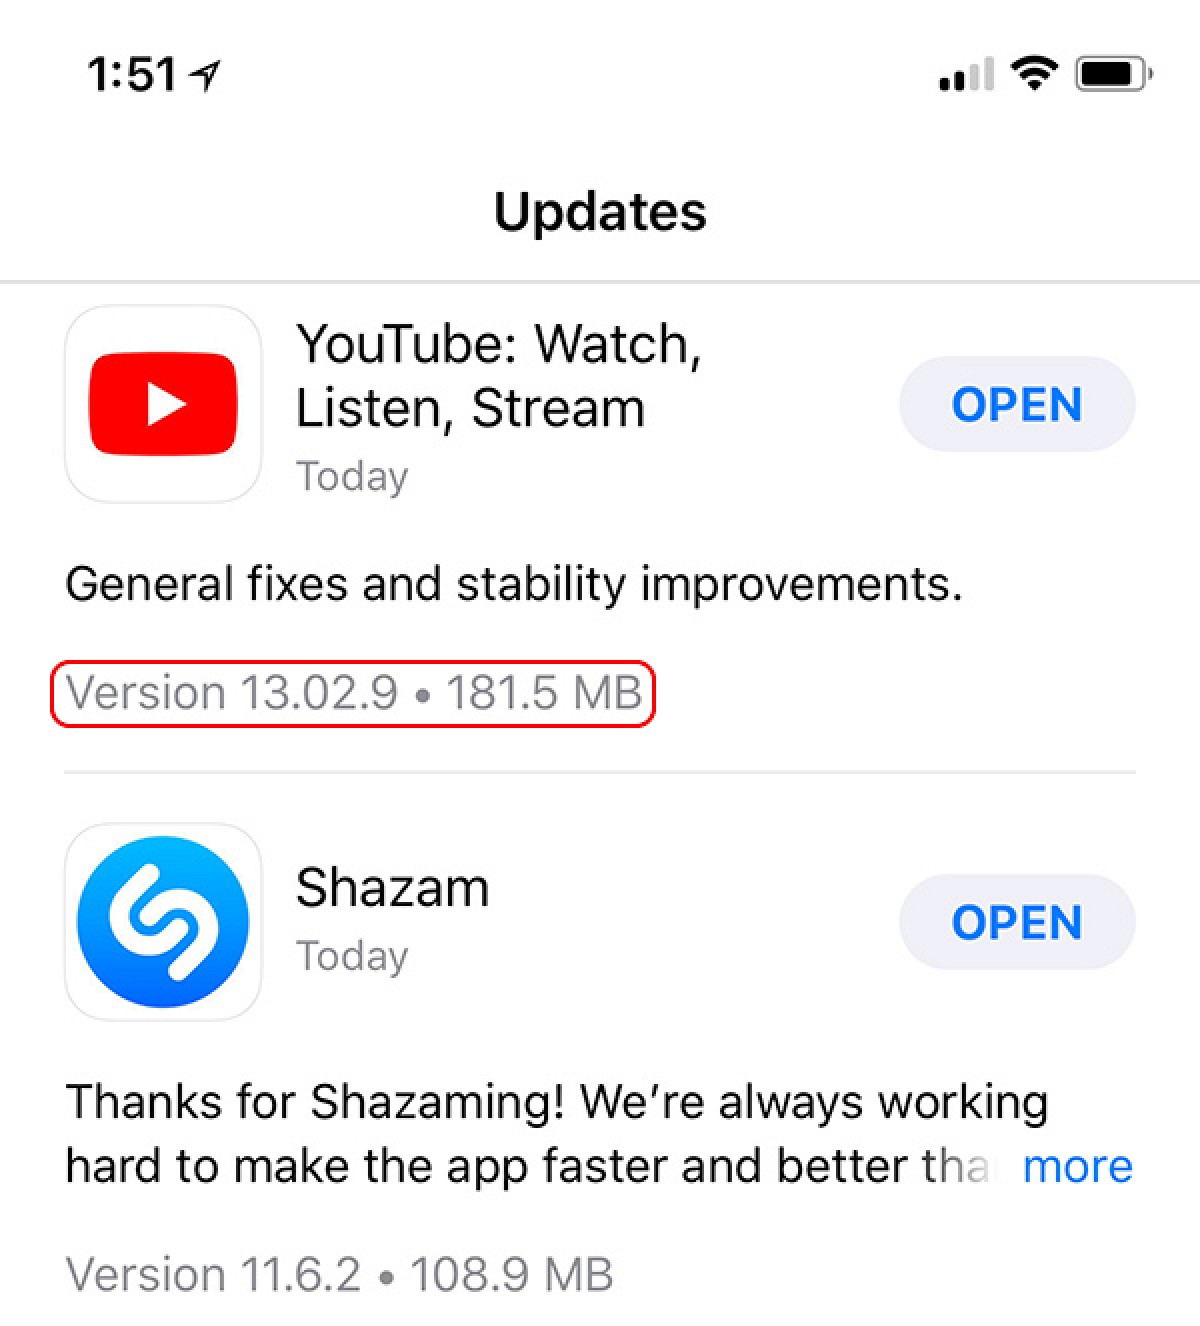 1:51
Updates
YouTube: Watch,
Listen, Stream
Today
OPEN
General fixes and stability improvements.
Version 13.02.9 • 181.5 MB
Shazam
Today
OPEN
Thanks for Shazaming! We’re always working
hard to make the app faster and better tha more
Version 11.6.2 • 108.9 MB